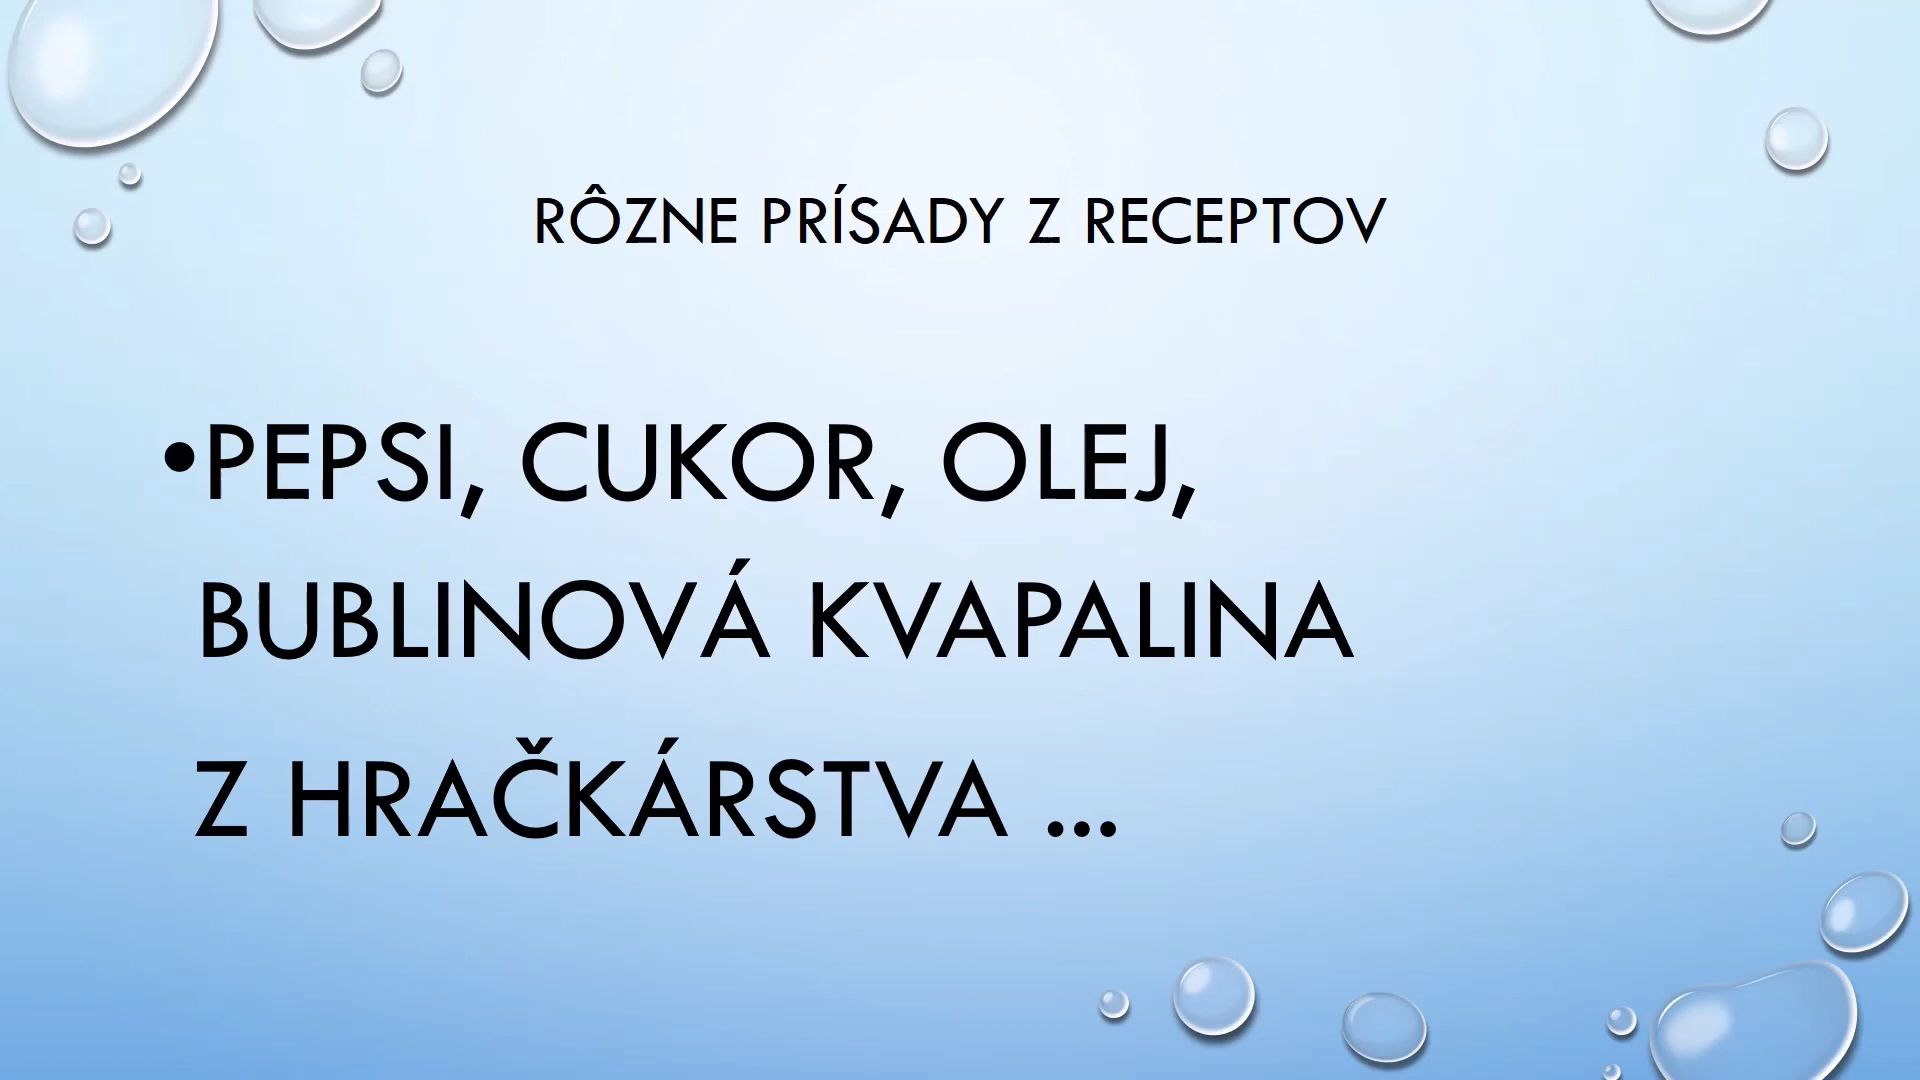 RÔZNE PRÍSADY Z RECEPTOV
•PEPSI, CUKOR, OLEJ,
BUBLINOVÁ KVAPALINA
Z HRAČKÁRSTVA ...